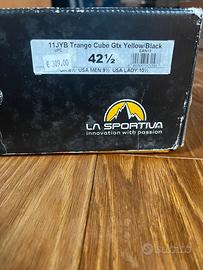 11JYB Trango Cube Gtx Yellow/Black
42½
€ 309,00
USA MEN 9½ USA LADY 10½
LA SPORTIVA
innovation with passion
subito